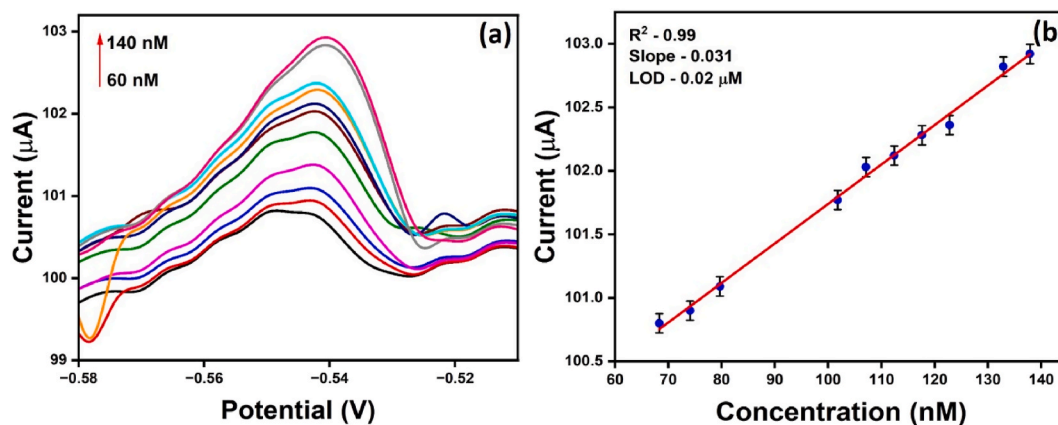 (a)
140 nM
60 nM
103
102
101
100
99
Current (µA)
−0.58
−0.56
−0.54
−0.52
Potential (V)
(b)
R² - 0.99
Slope - 0.031
LOD - 0.02 µM
103.0
102.5
102.0
101.5
101.0
100.5
Current (µA)
60
70
80
90
100
110
120
130
140
Concentration (nM)